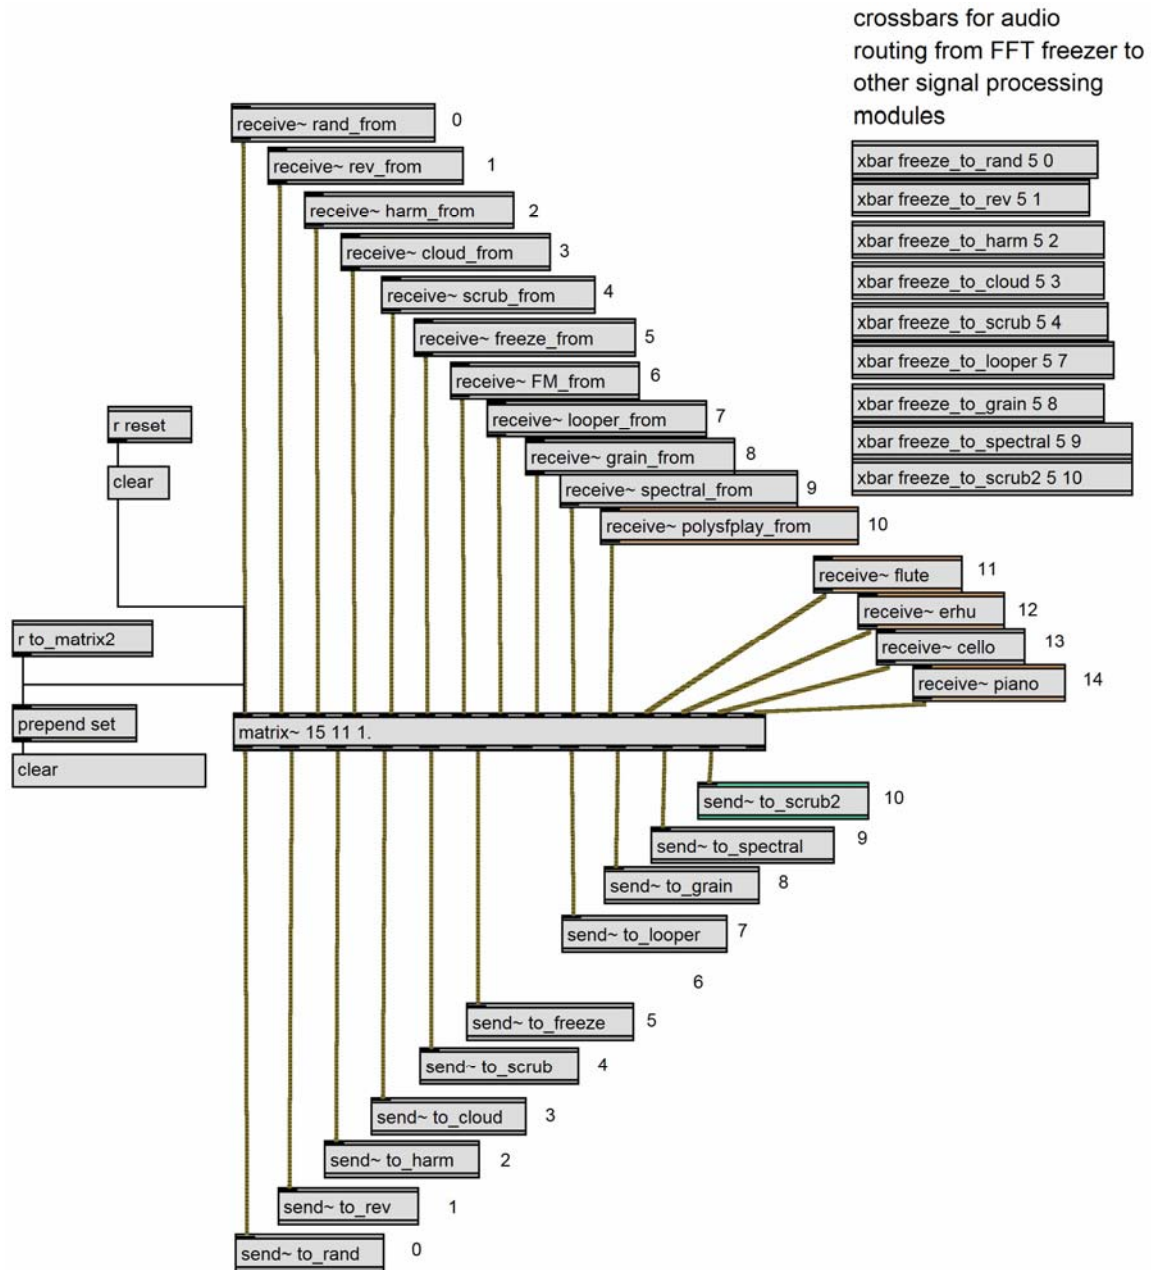 crossbars for audio
routing from FFT freezer to
other signal processing
modules
receive~ rand_from 0
receive~ rev_from 1
receive~ harm_from 2
receive~ cloud_from 3
receive~ scrub_from 4
receive~ freeze_from 5
receive~ FM_from 6
receive~ looper_from 7
receive~ grain_from 8
receive~ spectral_from 9
receive~ polysfplay_from 10
xbar freeze_to_rand 5 0
xbar freeze_to_rev 5 1
xbar freeze_to_harm 5 2
xbar freeze_to_cloud 5 3
xbar freeze_to_scrub 5 4
xbar freeze_to_looper 5 7
xbar freeze_to_grain 5 8
xbar freeze_to_spectral 5 9
xbar freeze_to_scrub2 5 10
r reset
clear
receive~ flute 11
receive~ erhu 12
receive~ cello 13
receive~ piano 14
r to_matrix2
prepend set
clear
matrix~ 15 11 1.
send~ to_scrub2 10
send~ to_spectral 9
send~ to_grain 8
send~ to_looper 7
6
send~ to_freeze 5
send~ to_scrub 4
send~ to_cloud 3
send~ to_harm 2
send~ to_rev 1
send~ to_rand 0